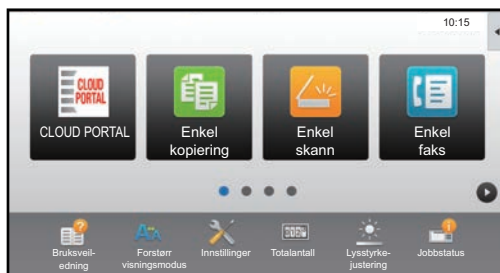 10:15
CLOUD
PORTAL
CLOUD PORTAL
Enkel
kopiering
Enkel
skann
Enkel
faks
Bruksveil-
edning
Forstørr
visningsmodus
Innstillinger
Totalantall
Lysstyrke-
justering
Jobbstatus